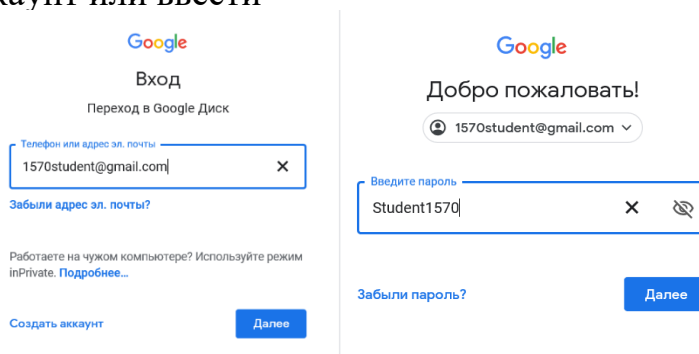 или ввести
Google
Вход
Переход в Google Диск
Телефон или адрес эл. почты
1570student@gmail.com
Забыли адрес эл. почты?
Работаете на чужом компьютере? Используйте режим
inPrivate. Подробнее...
Создать аккаунт
Далее
Google
Добро пожаловать!
1570student@gmail.com
Введите пароль
Student1570
Забыли пароль?
Далее